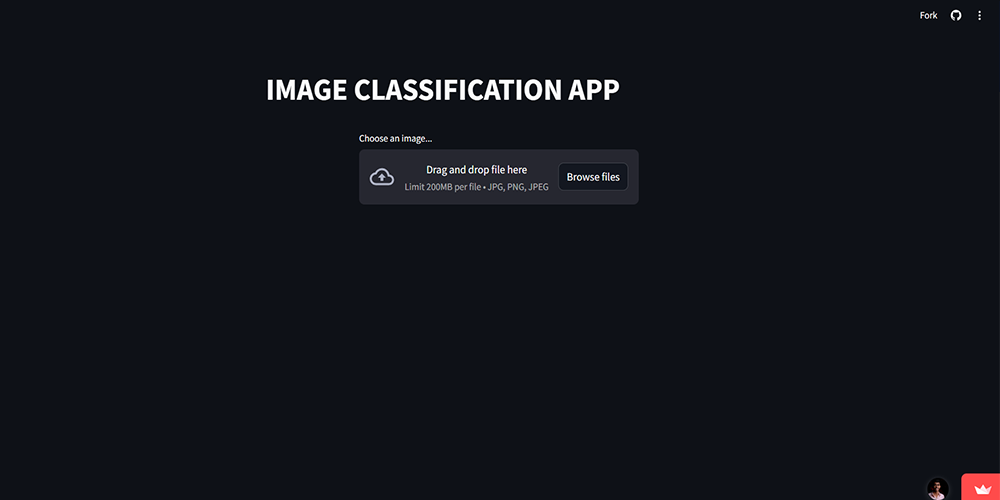 Fork
IMAGE CLASSIFICATION APP
Choose an image...
Drag and drop file here
Limit 200MB per file • JPG, PNG, JPEG
Browse files